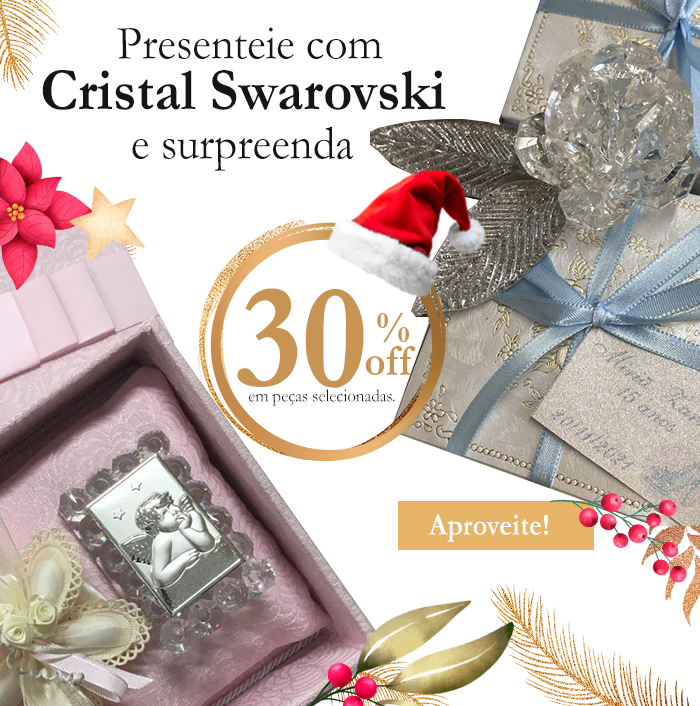 Presenteie com
Cristal Swarovski
e surpreenda
30%
off
em peças selecionadas.
15 anos
Aproveite!